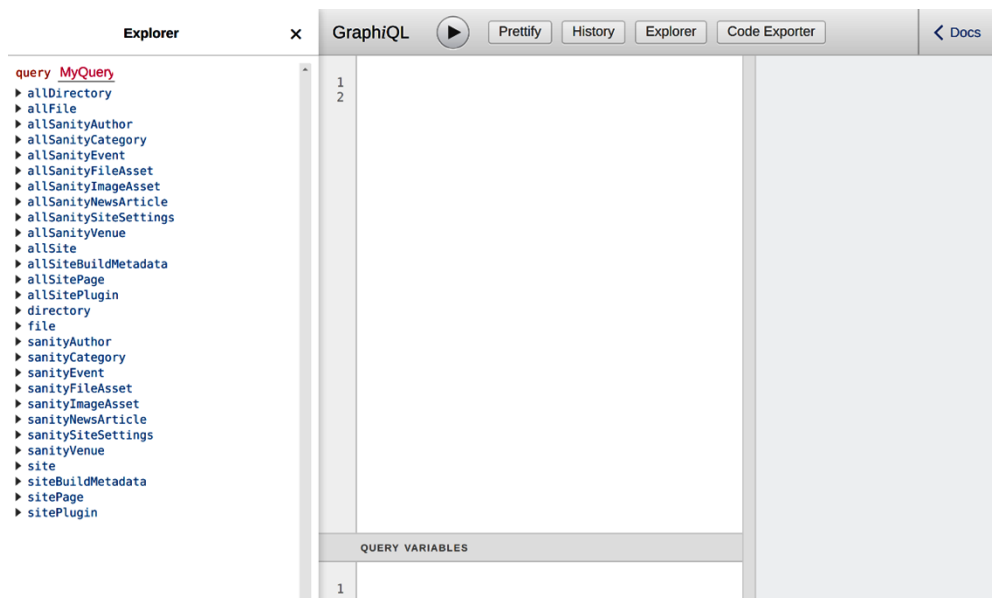 Explorer
GraphiQL
Prettify
History
Explorer
Code Exporter
Docs
query MyQuery
allDirectory
allFile
allSanityAuthor
allSanityCategory
allSanityEvent
allSanityFileAsset
allSanityImageAsset
allSanityNewsArticle
allSanitySiteSettings
allSanityVenue
allSite
allSiteBuildMetadata
allSitePage
allSitePlugin
directory
file
sanityAuthor
sanityCategory
sanityEvent
sanityFileAsset
sanityImageAsset
sanityNewsArticle
sanitySiteSettings
sanityVenue
site
siteBuildMetadata
sitePage
sitePlugin
1
2
QUERY VARIABLES
1